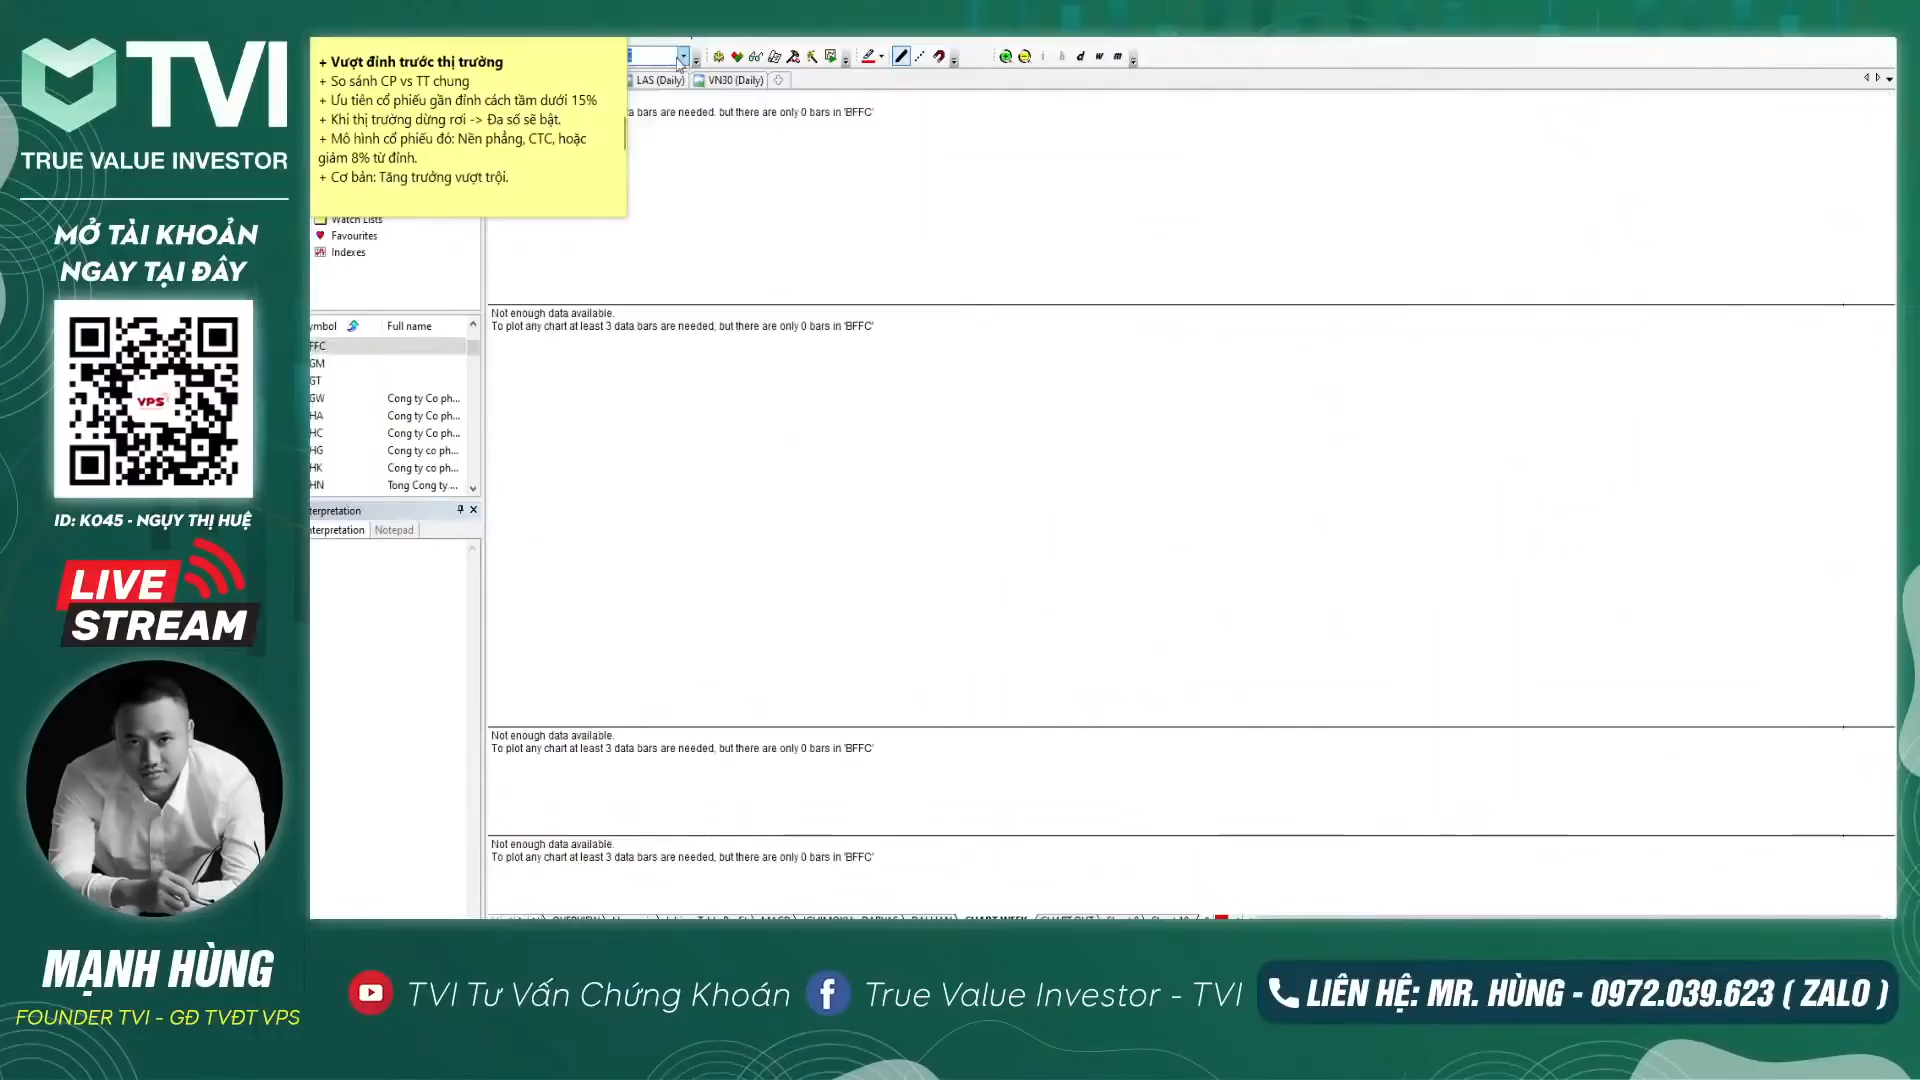 TVI
TRUE VALUE INVESTOR
MỞ TÀI KHOẢN
NGAY TẠI ĐÂY
VPS
ID: K045 - NGỤY THỊ HUỆ
LIVE
STREAM
MẠNH HÙNG
FOUNDER TVI - GĐ TVĐT VPS
+ Vượt đỉnh trước thị trường
+ So sánh CP vs TT chung
+ Ưu tiên cổ phiếu gần đỉnh cách tầm dưới 15%
+ Khi thị trường dừng rơi -> Đa số sẽ bật.
+ Mô hình cổ phiếu đó: Nền phẳng, CTC, hoặc
giảm 8% từ đỉnh.
+ Cơ bản: Tăng trưởng vượt trội.
i h d w m
LAS (Daily)
VN30 (Daily)
a bars are needed, but there are only 0 bars in 'BFFC'
Watch Lists
Favourites
Indexes
ymbol
Full name
FFC
GM
GT
GW Cong ty Co ph...
HA Cong ty Co ph...
HC Cong ty Co ph...
HG Cong ty co ph...
HK Cong ty co ph...
HN Tong Cong ty ...
terpretation
terpretation
Notepad
Not enough data available.
To plot any chart at least 3 data bars are needed, but there are only 0 bars in 'BFFC'
Not enough data available.
To plot any chart at least 3 data bars are needed, but there are only 0 bars in 'BFFC'
Not enough data available.
To plot any chart at least 3 data bars are needed, but there are only 0 bars in 'BFFC'
CHART WEEK
TVI Tư Vấn Chứng Khoán
True Value Investor - TVI
LIÊN HỆ: MR. HÙNG - 0972.039.623 ( ZALO )